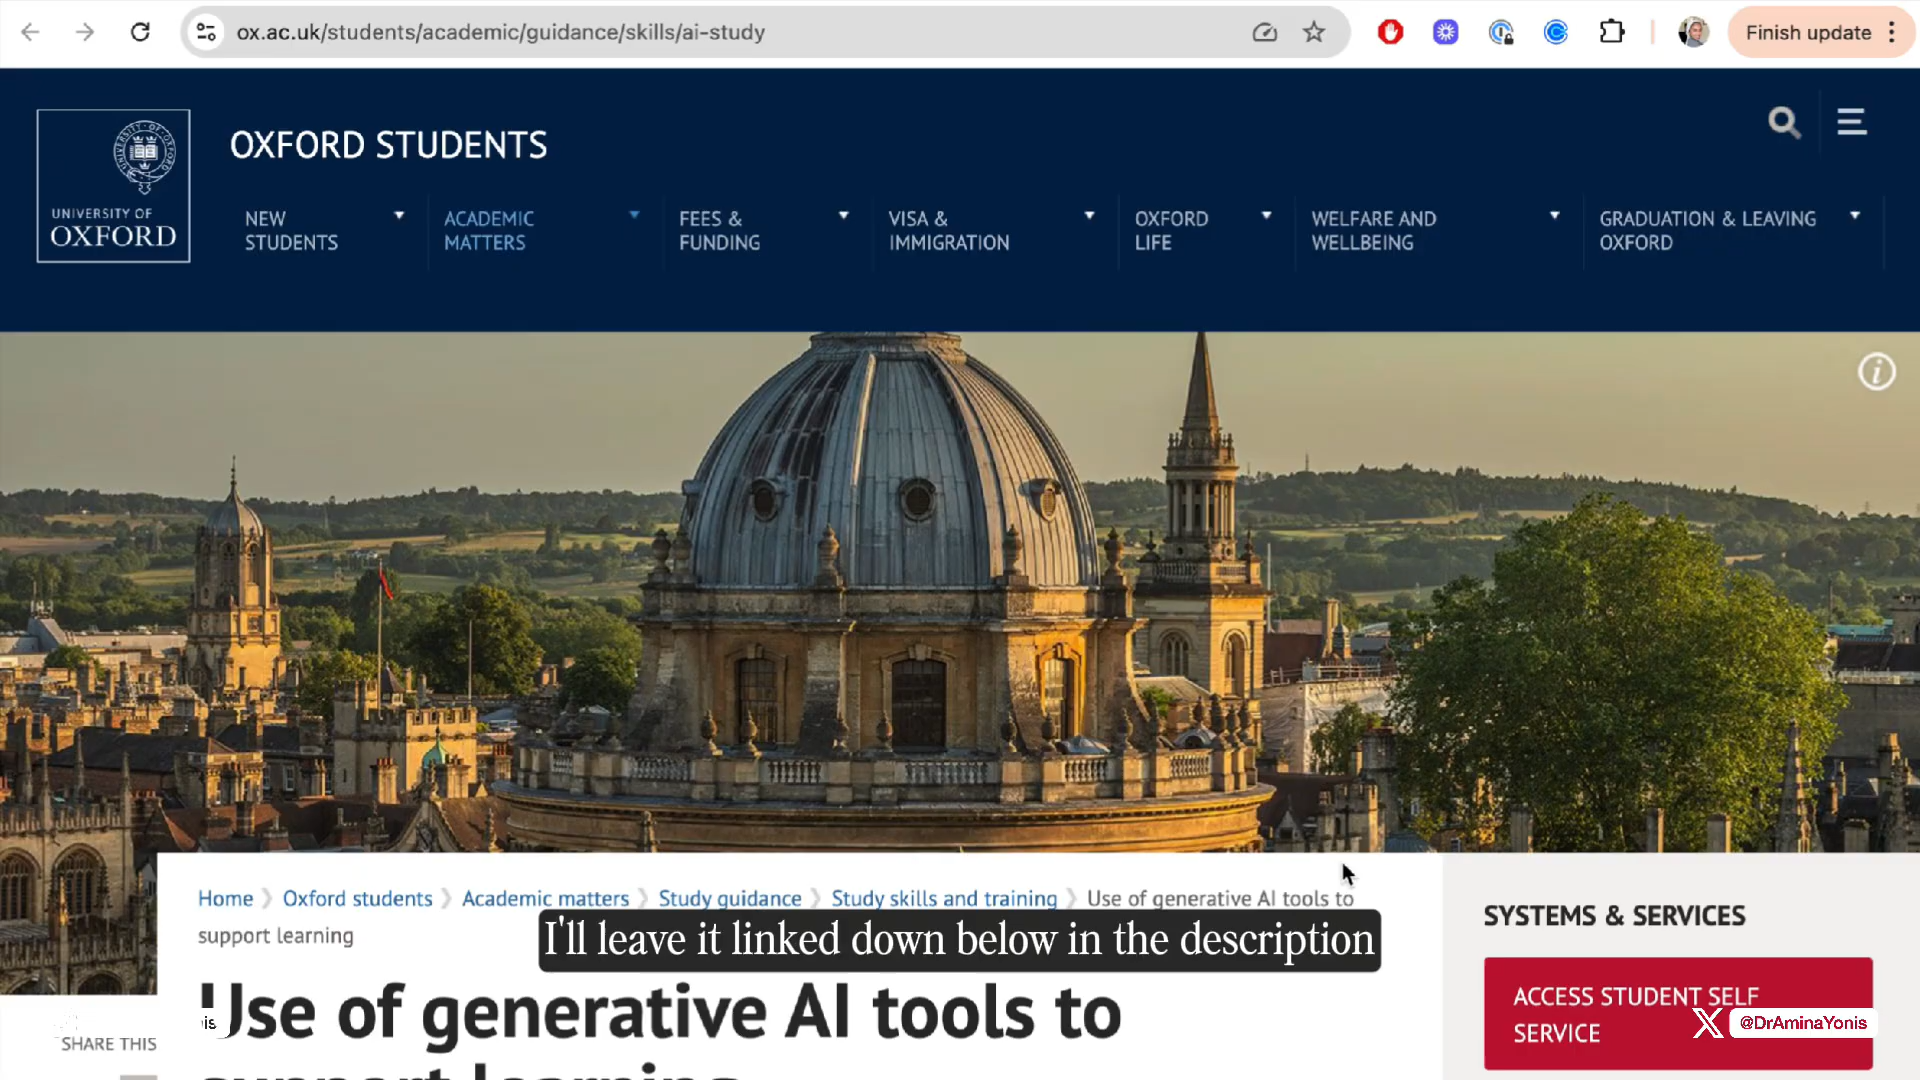 ox.ac.uk/students/academic/guidance/skills/ai-study
Finish update
UNIVERSITY OF
OXFORD
OXFORD STUDENTS
NEW
STUDENTS
ACADEMIC
MATTERS
FEES &
FUNDING
VISA &
IMMIGRATION
OXFORD
LIFE
WELFARE AND
WELLBEING
GRADUATION & LEAVING
OXFORD
Home
Oxford students
Academic matters
Study guidance
Study skills and training
Use of generative AI tools to
support learning
I'll leave it linked down below in the description
Use of generative AI tools to
support learning
SHARE THIS
SYSTEMS & SERVICES
ACCESS STUDENT SELF
SERVICE
@DrAminaYonis